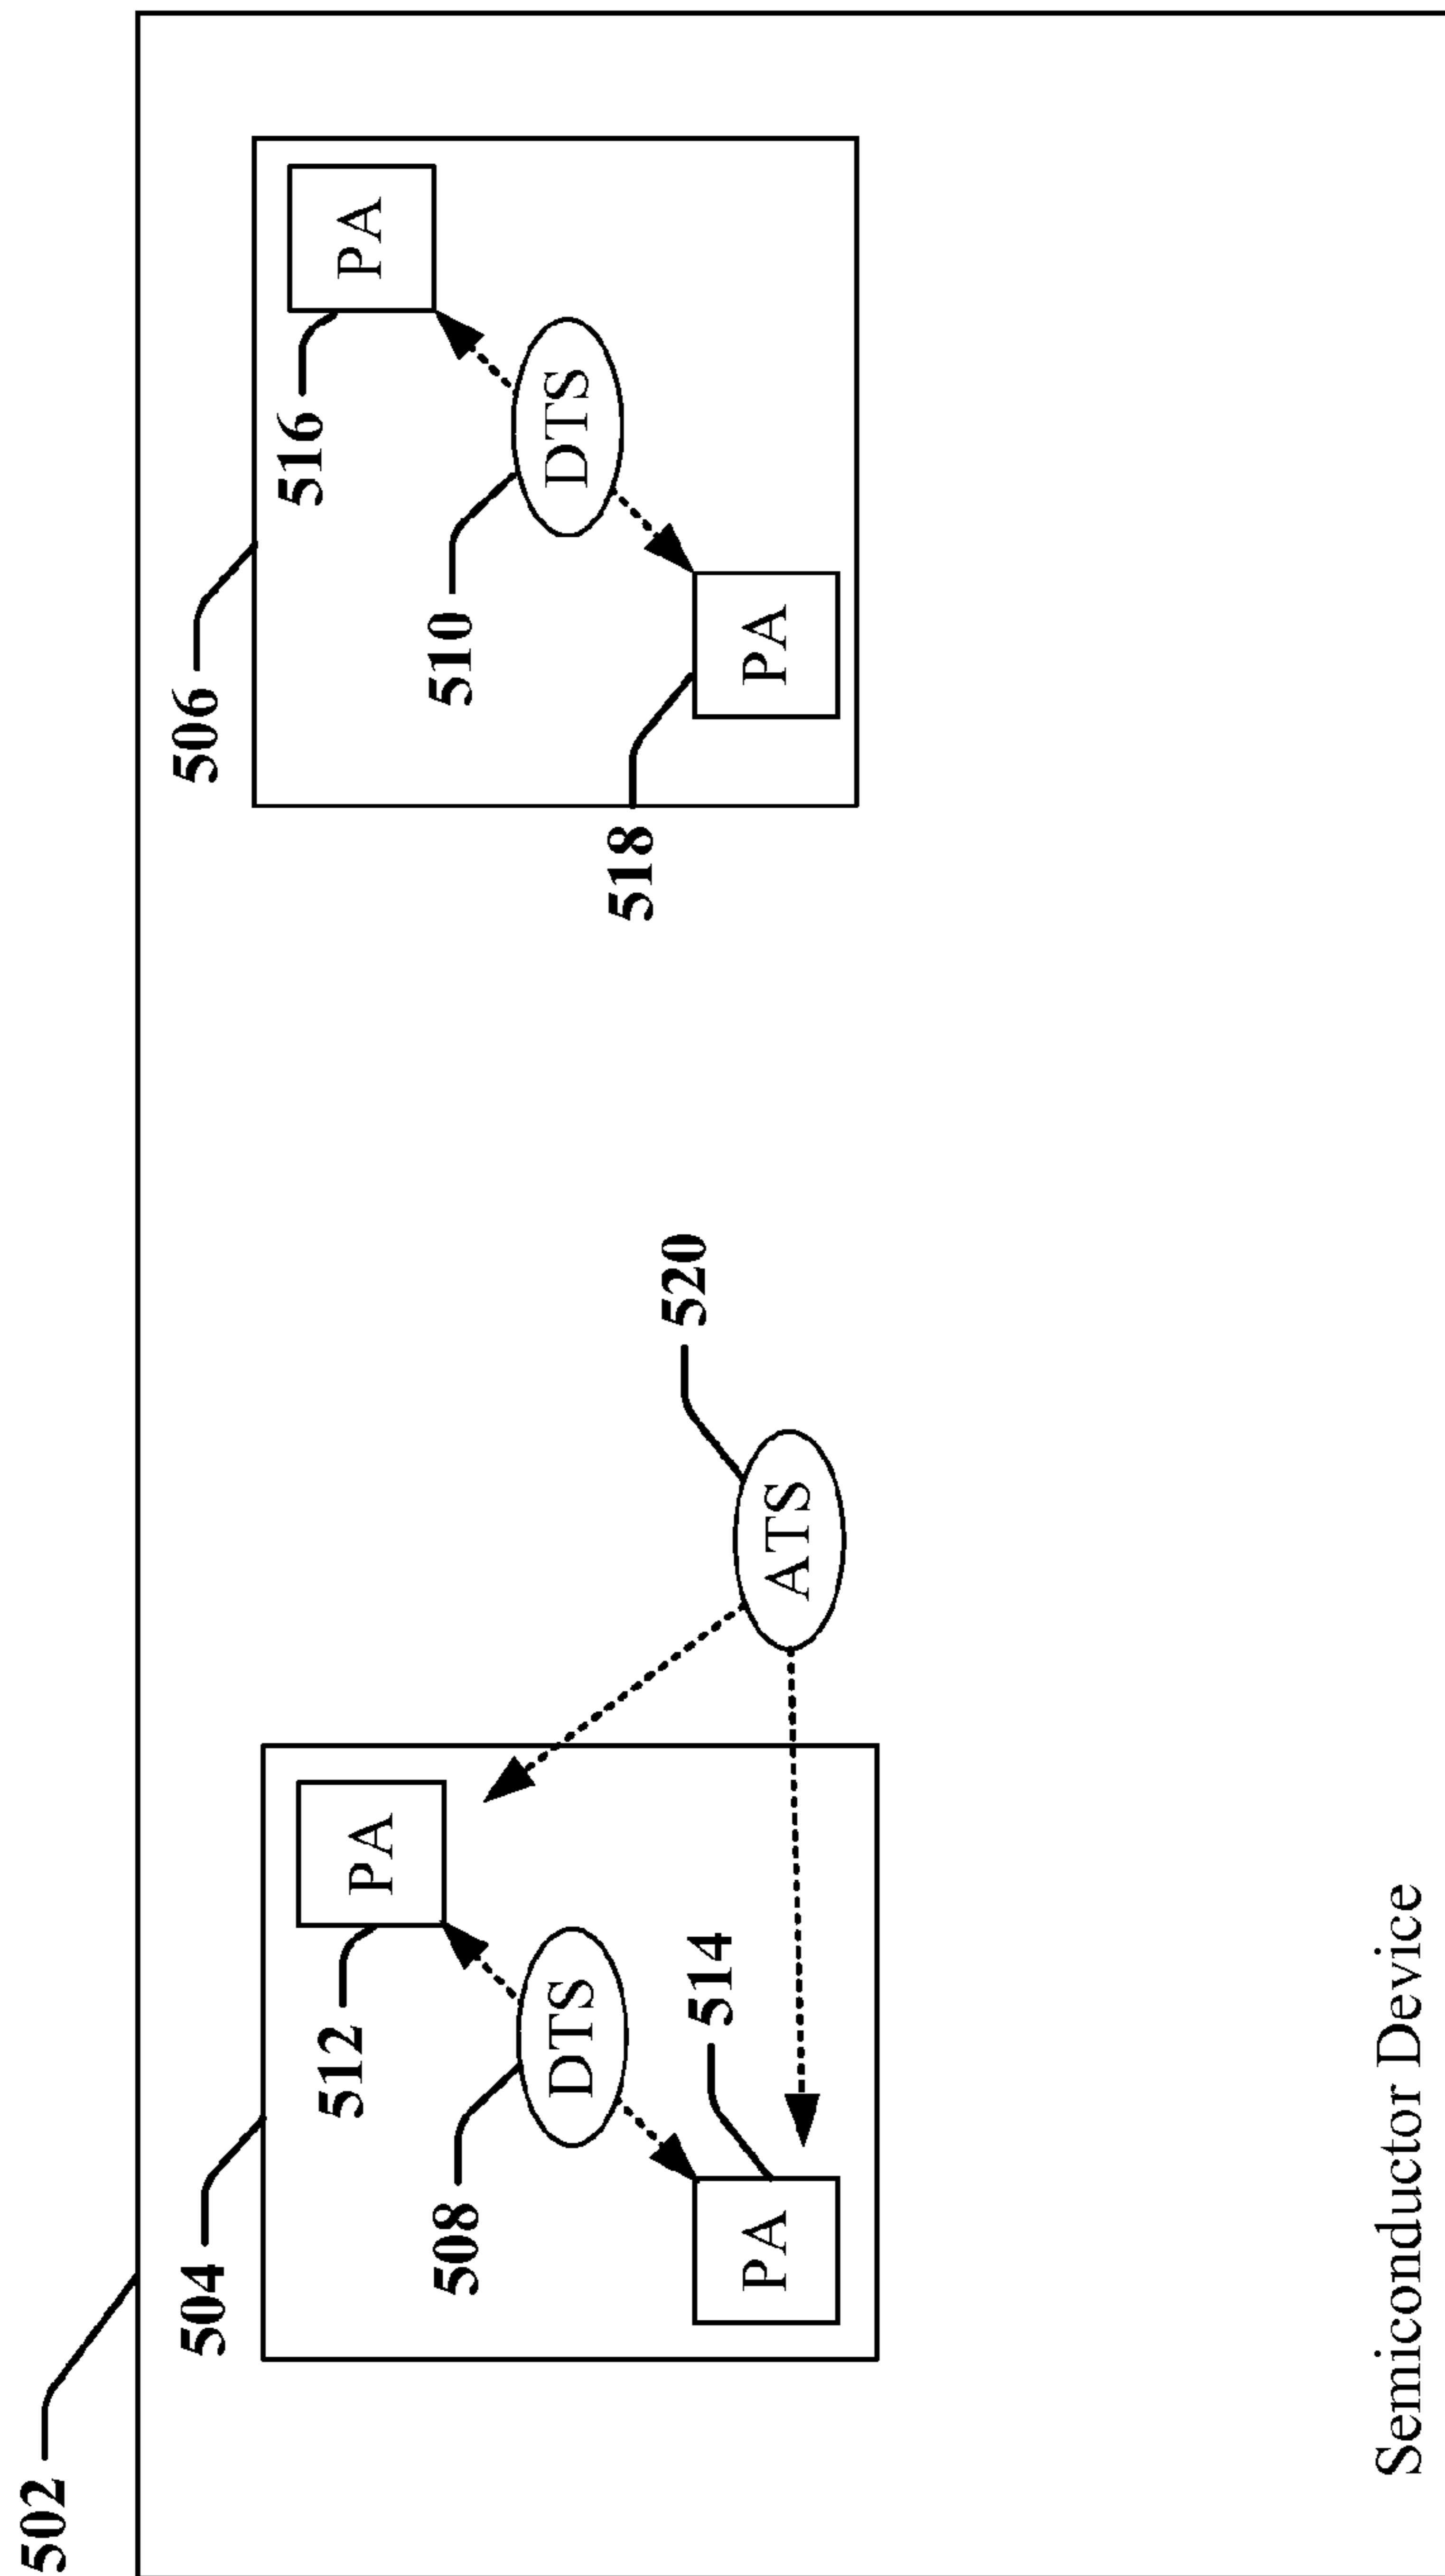 502
504
506
512
PA
516
PA
508
DTS
510
DTS
514
PA
520
ATS
518
PA
Semiconductor Device